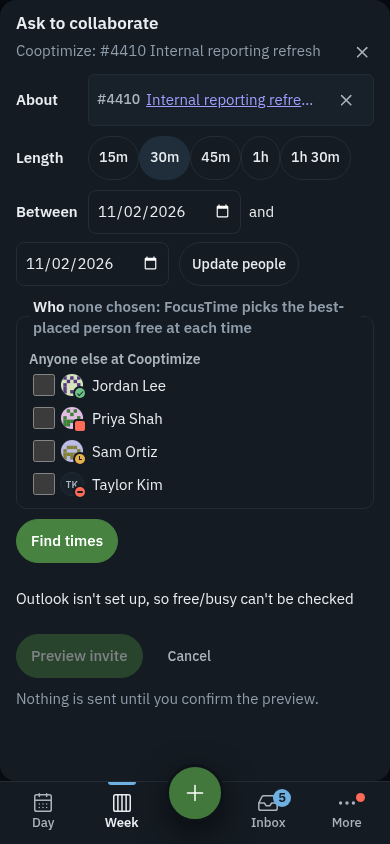 Ask to collaborate
Cooptimize: #4410 Internal reporting refresh
About
#4410 Internal reporting refre...
Length
15m 30m 45m 1h 1h 30m
Between
11/02/2026
and
11/02/2026
Update people
Who none chosen: FocusTime picks the best-
placed person free at each time
Anyone else at Cooptimize
Jordan Lee
Priya Shah
Sam Ortiz
TK Taylor Kim
Find times
Outlook isn't set up, so free/busy can't be checked
Preview invite Cancel
Nothing is sent until you confirm the preview.
5
Day Week Inbox More